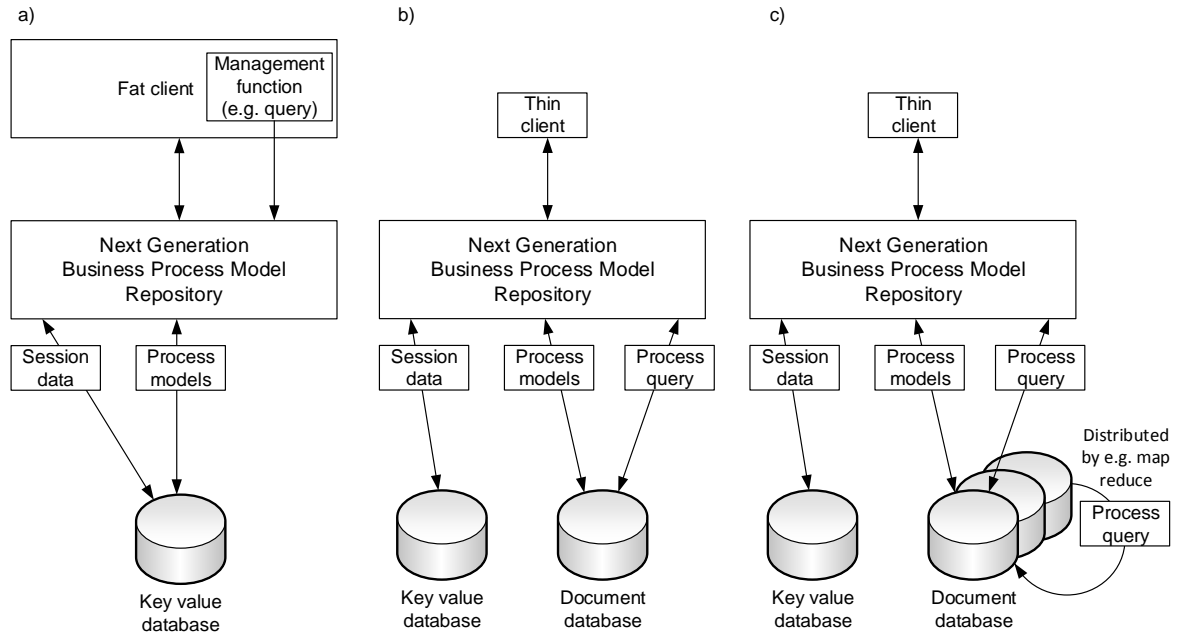 a)
Fat client
Management
function
(e.g. query)
Next Generation
Business Process Model
Repository
Session
data
Process
models
Key value
database
b)
Thin
client
Next Generation
Business Process Model
Repository
Session
data
Process
models
Process
query
Key value
database
Document
database
c)
Thin
client
Next Generation
Business Process Model
Repository
Session
data
Process
models
Process
query
Distributed
by e.g. map
reduce
Process
query
Key value
database
Document
database